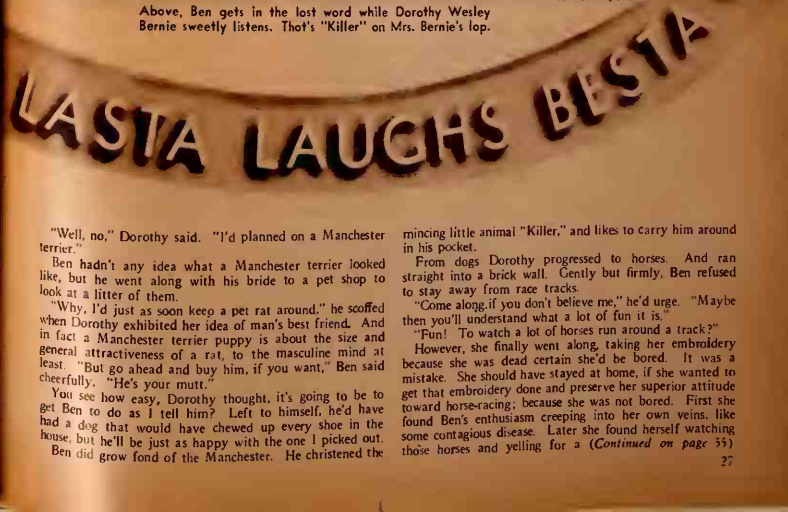 Above, Ben gets in the lost word while Dorothy Wesley
Bernie sweetly listens. Thot's "Killer" on Mrs. Bernie's lop.
LASTA LAUGHS BESTA
"Well, no," Dorothy said. "I'd planned on a Manchester
terrier."
Ben hadn't any idea what a Manchester terrier looked
like, but he went along with his bride to a pet shop to
look at a litter of them.
"Why, I'd just as soon keep a pet rat around," he scoffed
when Dorothy exhibited her idea of man's best friend. And
in fact a Manchester terrier puppy is about the size and
general attractiveness of a rat, to the masculine mind at
least. "But go ahead and buy him, if you want," Ben said
cheerfully. "He's your mutt."
You see how easy, Dorothy thought, it's going to be to
get Ben to do as I tell him? Left to himself, he'd have
had a dog that would have chewed up every shoe in the
house, but he'll be just as happy with the one I picked out.
Ben did grow fond of the Manchester. He christened the
mincing little animal "Killer," and likes to carry him around
in his pocket.
From dogs Dorothy progressed to horses. And ran
straight into a brick wall. Gently but firmly, Ben refused
to stay away from race tracks.
"Come along.if you don't believe me," he'd urge. "Maybe
then you'll understand what a lot of fun it is."
"Fun! To watch a lot of horses run around a track?"
However, she finally went along, taking her embroidery
because she was dead certain she'd be bored. It was a
mistake. She should have stayed at home, if she wanted to
get that embroidery done and preserve her superior attitude
toward horse-racing; because she was not bored. First she
found Ben's enthusiasm creeping into her own veins, like
some contagious disease. Later she found herself watching
those horses and yelling for a (Continued on page 55)
27